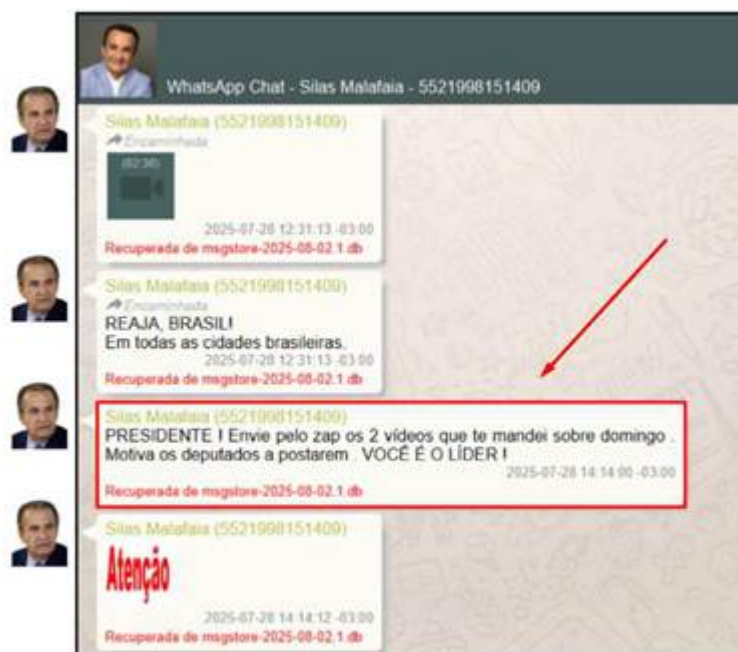 WhatsApp Chat - Silas Malafaia - 5521998151409
Silas Malafaia (5521998151409)
Encaminhada
(02:36)
2025-07-28 12:31:13 -03:00
Recuperada de msgstore-2025-08-02.1.db
Silas Malafaia (5521998151409)
Encaminhada
REAJA, BRASIL!
Em todas as cidades brasileiras.
2025-07-28 12:31:13 -03:00
Recuperada de msgstore-2025-08-02.1.db
Silas Malafaia (5521998151409)
PRESIDENTE ! Envie pelo zap os 2 vídeos que te mandei sobre domingo .
Motiva os deputados a postarem . VOCÊ É O LÍDER !
2025-07-28 14:14:00 -03:00
Recuperada de msgstore-2025-08-02.1.db
Silas Malafaia (5521998151409)
Atenção
2025-07-28 14:14:12 -03:00
Recuperada de msgstore-2025-08-02.1.db